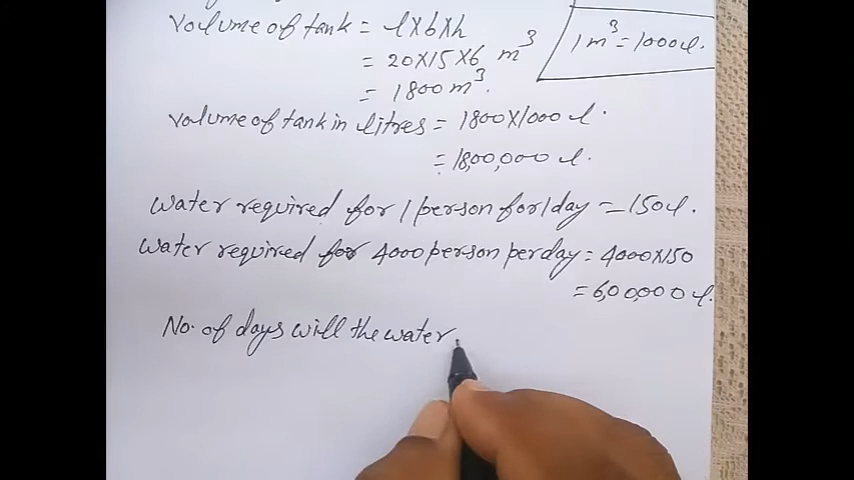 volume of tank = l×b×h
1 m³ = 1000 l.
= 20×15×6 m³
= 1800 m³.
volume of tank in litres = 1800×1000 l.
= 18,00,000 l.
water required for 1 person for 1 day = 150 l.
water required for 4000 person per day = 4000×150
= 6,00,000 l.
No. of days will the water